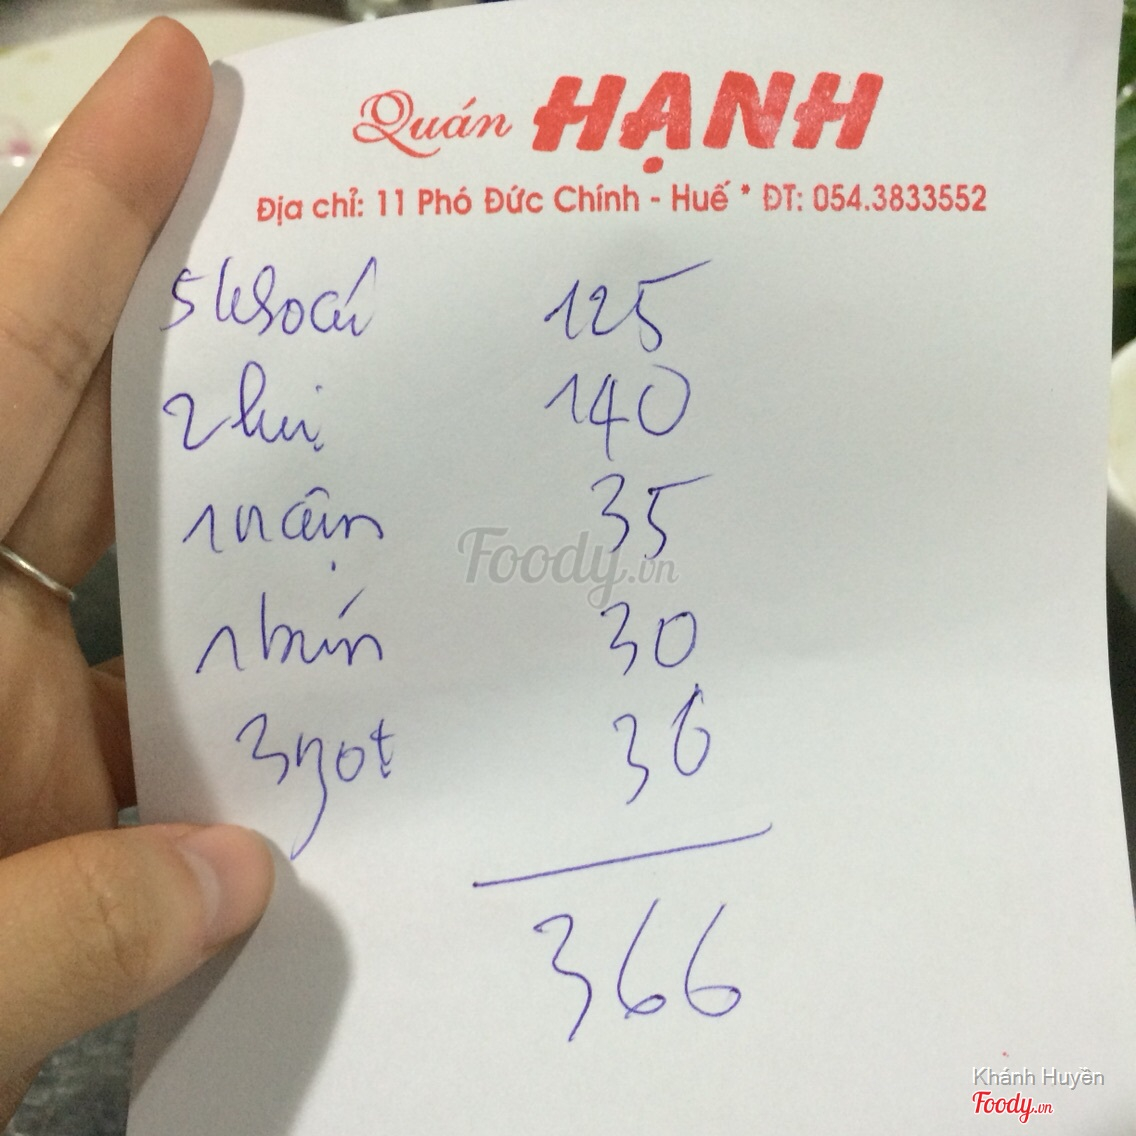 Quán HẠNH
Địa chỉ: 11 Phó Đức Chính - Huế * ĐT: 054.3833552
5 khoái 125
2 lụi 140
1 nậm 35
1 bún 30
3 ngọt 36
366
Foody.vn
Khánh Huyền
Foody.vn